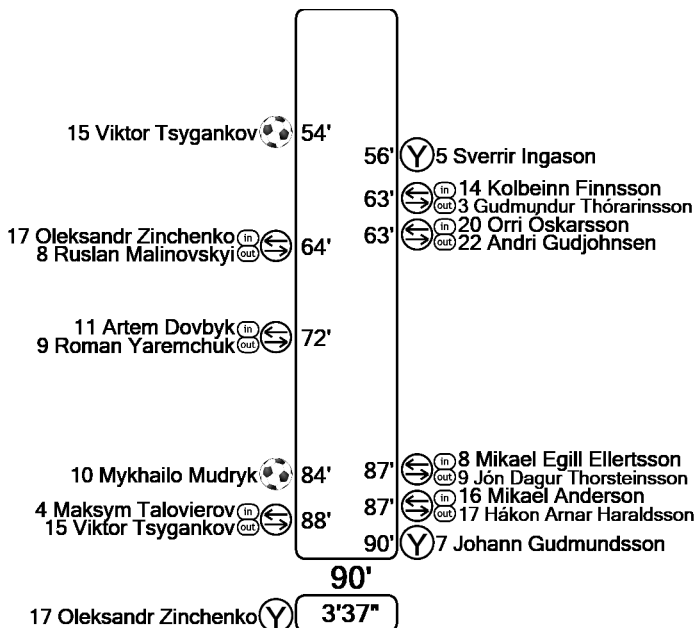 15 Viktor Tsygankov 54'
56' Y 5 Sverrir Ingason
63' in 14 Kolbeinn Finnsson
out 3 Gudmundur Thórarinsson
63' in 20 Orri Óskarsson
out 22 Andri Gudjohnsen
17 Oleksandr Zinchenko in
8 Ruslan Malinovskyi out 64'
11 Artem Dovbyk in
9 Roman Yaremchuk out 72'
10 Mykhailo Mudryk 84'
87' in 8 Mikael Egill Ellertsson
out 9 Jón Dagur Thorsteinsson
87' in 16 Mikael Anderson
out 17 Hákon Arnar Haraldsson
4 Maksym Talovierov in
15 Viktor Tsygankov out 88'
90' Y 7 Johann Gudmundsson
90'
17 Oleksandr Zinchenko Y 3'37"